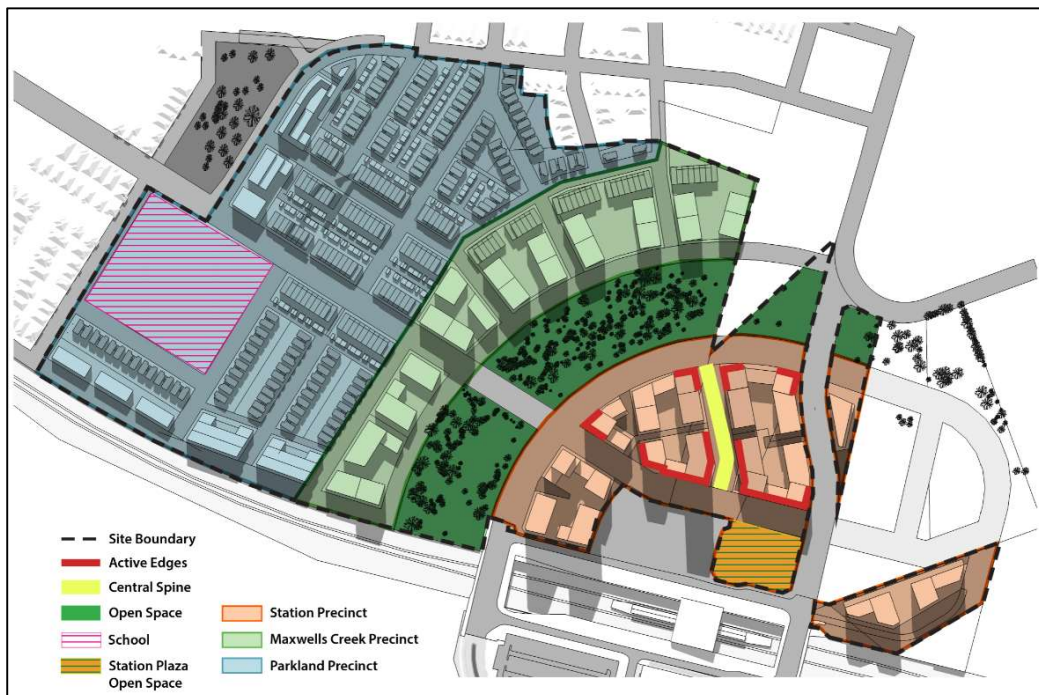 Site Boundary
Active Edges
Central Spine
Open Space
School
Station Plaza
Open Space
Station Precinct
Maxwells Creek Precinct
Parkland Precinct